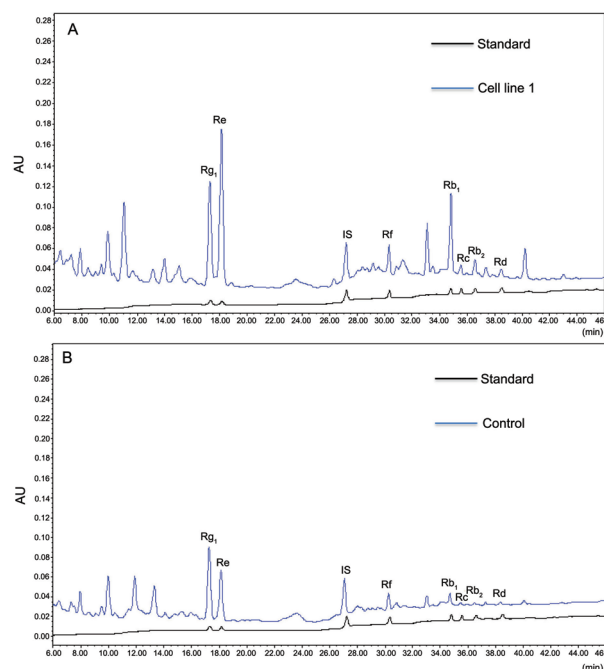 A
Standard
Cell line 1
0.28
0.26
0.24
0.22
0.20
0.18
0.16
0.14
0.12
0.10
0.08
0.06
0.04
0.02
0.00
AU
Rg₁
Re
IS
Rf
Rb₁
Rc
Rb₂
Rd
6.00 8.00 10.00 12.00 14.00 16.00 18.00 20.00 22.00 24.00 26.00 28.00 30.00 32.00 34.00 36.00 38.00 40.00 42.00 44.00 46
(min)
B
Standard
Control
0.28
0.26
0.24
0.22
0.20
0.18
0.16
0.14
0.12
0.10
0.08
0.06
0.04
0.02
0.00
AU
Rg₁
Re
IS
Rf
Rb₁
Rc
Rb₂
Rd
6.00 8.00 10.00 12.00 14.00 16.00 18.00 20.00 22.00 24.00 26.00 28.00 30.00 32.00 34.00 36.00 38.00 40.00 42.00 44.00 46
(min)